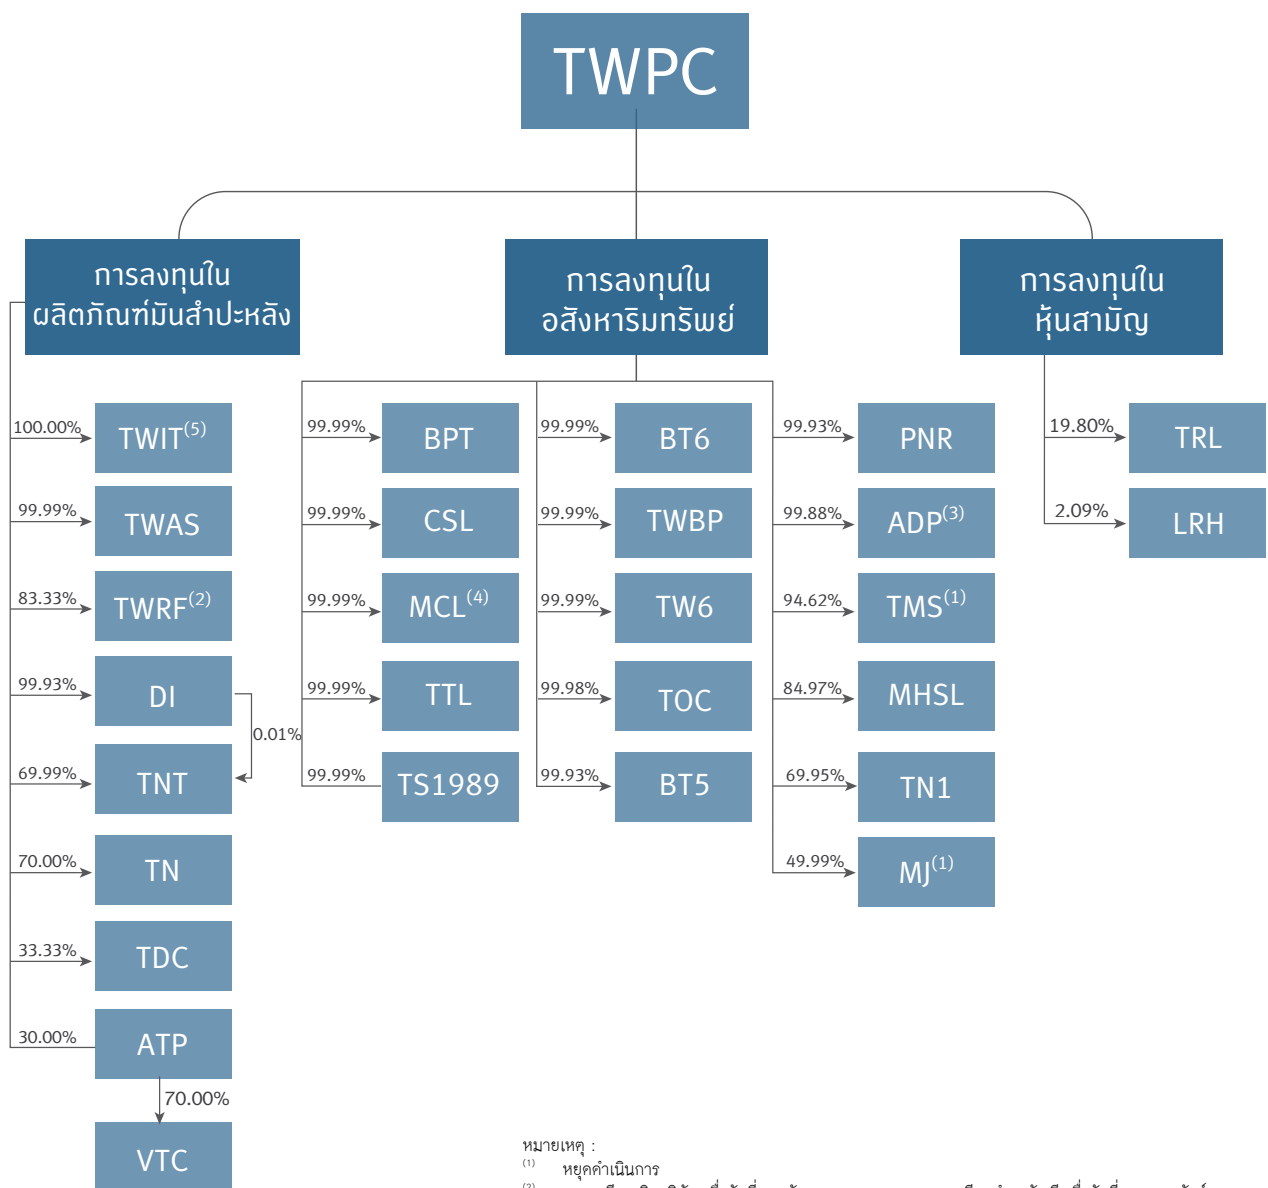 TWPC
การลงทุนใน
ผลิตภัณฑ์มันสำปะหลัง
การลงทุนใน
อสังหาริมทรัพย์
การลงทุนใน
หุ้นสามัญ
100.00%
TWIT(5)
99.99%
TWAS
83.33%
TWRF(2)
99.93%
DI
0.01%
69.99%
TNT
70.00%
TN
33.33%
TDC
30.00%
ATP
70.00%
VTC
99.99%
BPT
99.99%
CSL
99.99%
MCL(4)
99.99%
TTL
99.99%
TS1989
99.99%
BT6
99.99%
TWBP
99.99%
TW6
99.98%
TOC
99.93%
BT5
99.93%
PNR
99.88%
ADP(3)
94.62%
TMS(1)
84.97%
MHSL
69.95%
TN1
49.99%
MJ(1)
19.80%
TRL
2.09%
LRH
หมายเหตุ :
(1) หยุดดำเนินการ
(2)